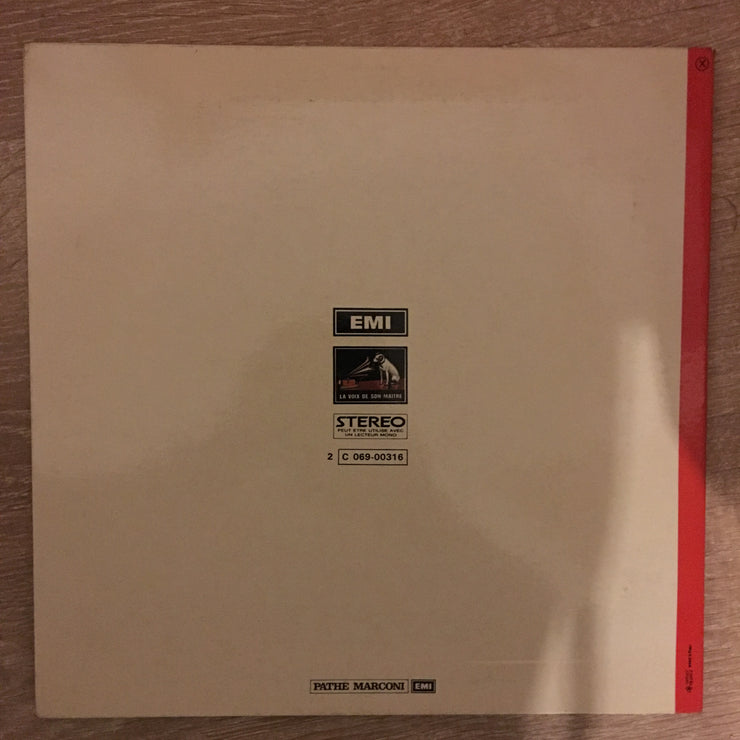 X
EMI
LA VOIX DE SON MAITRE
STEREO
PEUT ETRE UTILISE AVEC
UN LECTEUR MONO
2 C 069-00316
PATHE MARCONI EMI